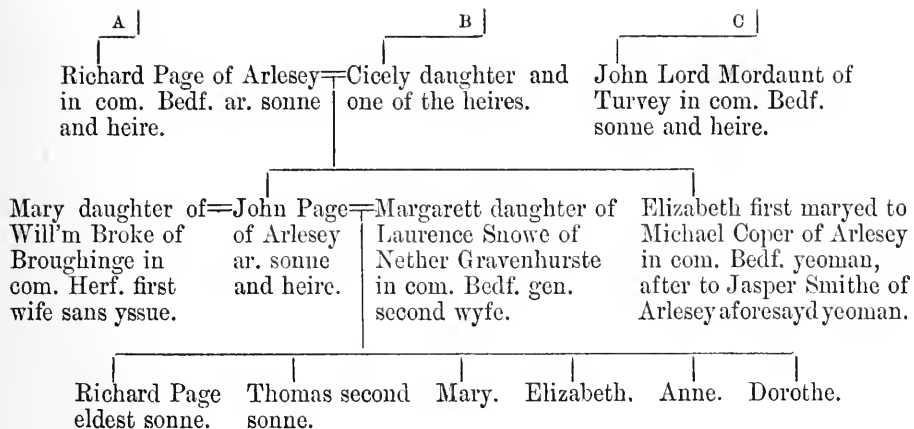 A
B
C
Richard Page of Arlesey
in com. Bedf. ar. sonne
and heire.
Cicely daughter and
one of the heires.
John Lord Mordaunt of
Turvey in com. Bedf.
sonne and heire.
Mary daughter of
Will'm Broke of
Broughinge in
com. Herf. first
wife sans yssue.
John Page
of Arlesey
ar. sonne
and heire.
Margarett daughter of
Laurence Snowe of
Nether Gravenhurste
in com. Bedf. gen.
second wyfe.
Elizabeth first maryed to
Michael Coper of Arlesey
in com. Bedf. yeoman,
after to Jasper Smithe of
Arlesey aforesayd yeoman.
Richard Page
eldest sonne.
Thomas second
sonne.
Mary.
Elizabeth.
Anne.
Dorothe.